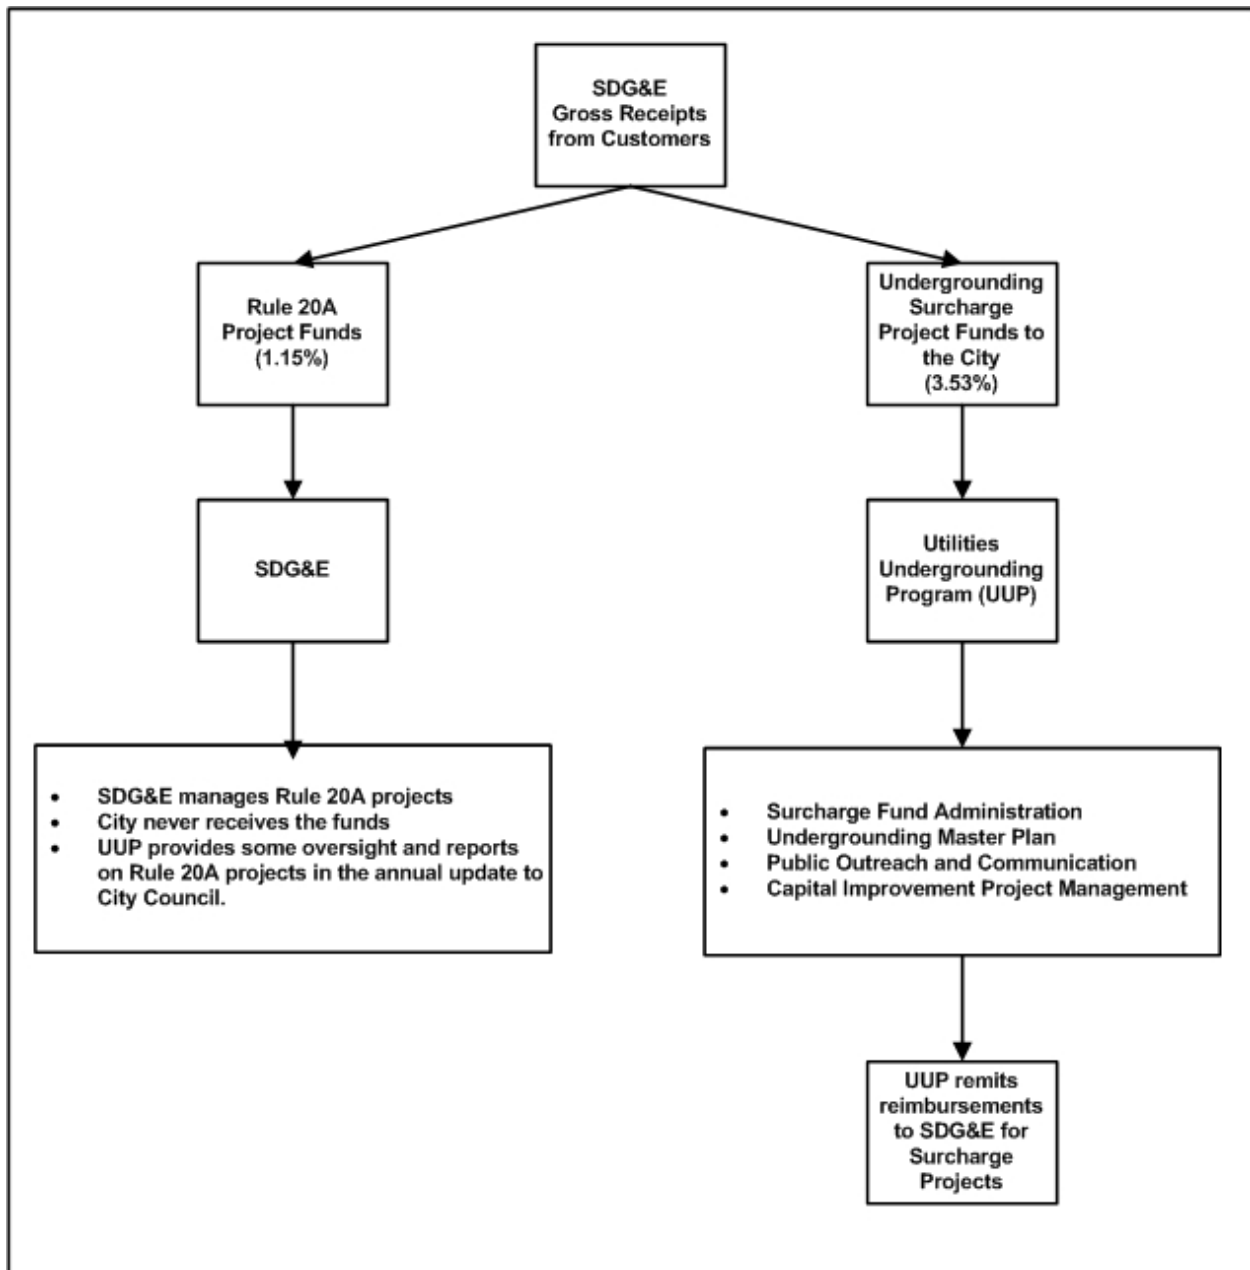 SDG&E
Gross Receipts
from Customers
Rule 20A
Project Funds
(1.15%)
Undergrounding
Surcharge
Project Funds to
the City
(3.53%)
SDG&E
Utilities
Undergrounding
Program (UUP)
• SDG&E manages Rule 20A projects
• City never receives the funds
• UUP provides some oversight and reports
on Rule 20A projects in the annual update to
City Council.
• Surcharge Fund Administration
• Undergrounding Master Plan
• Public Outreach and Communication
• Capital Improvement Project Management
UUP remits
reimbursements
to SDG&E for
Surcharge
Projects